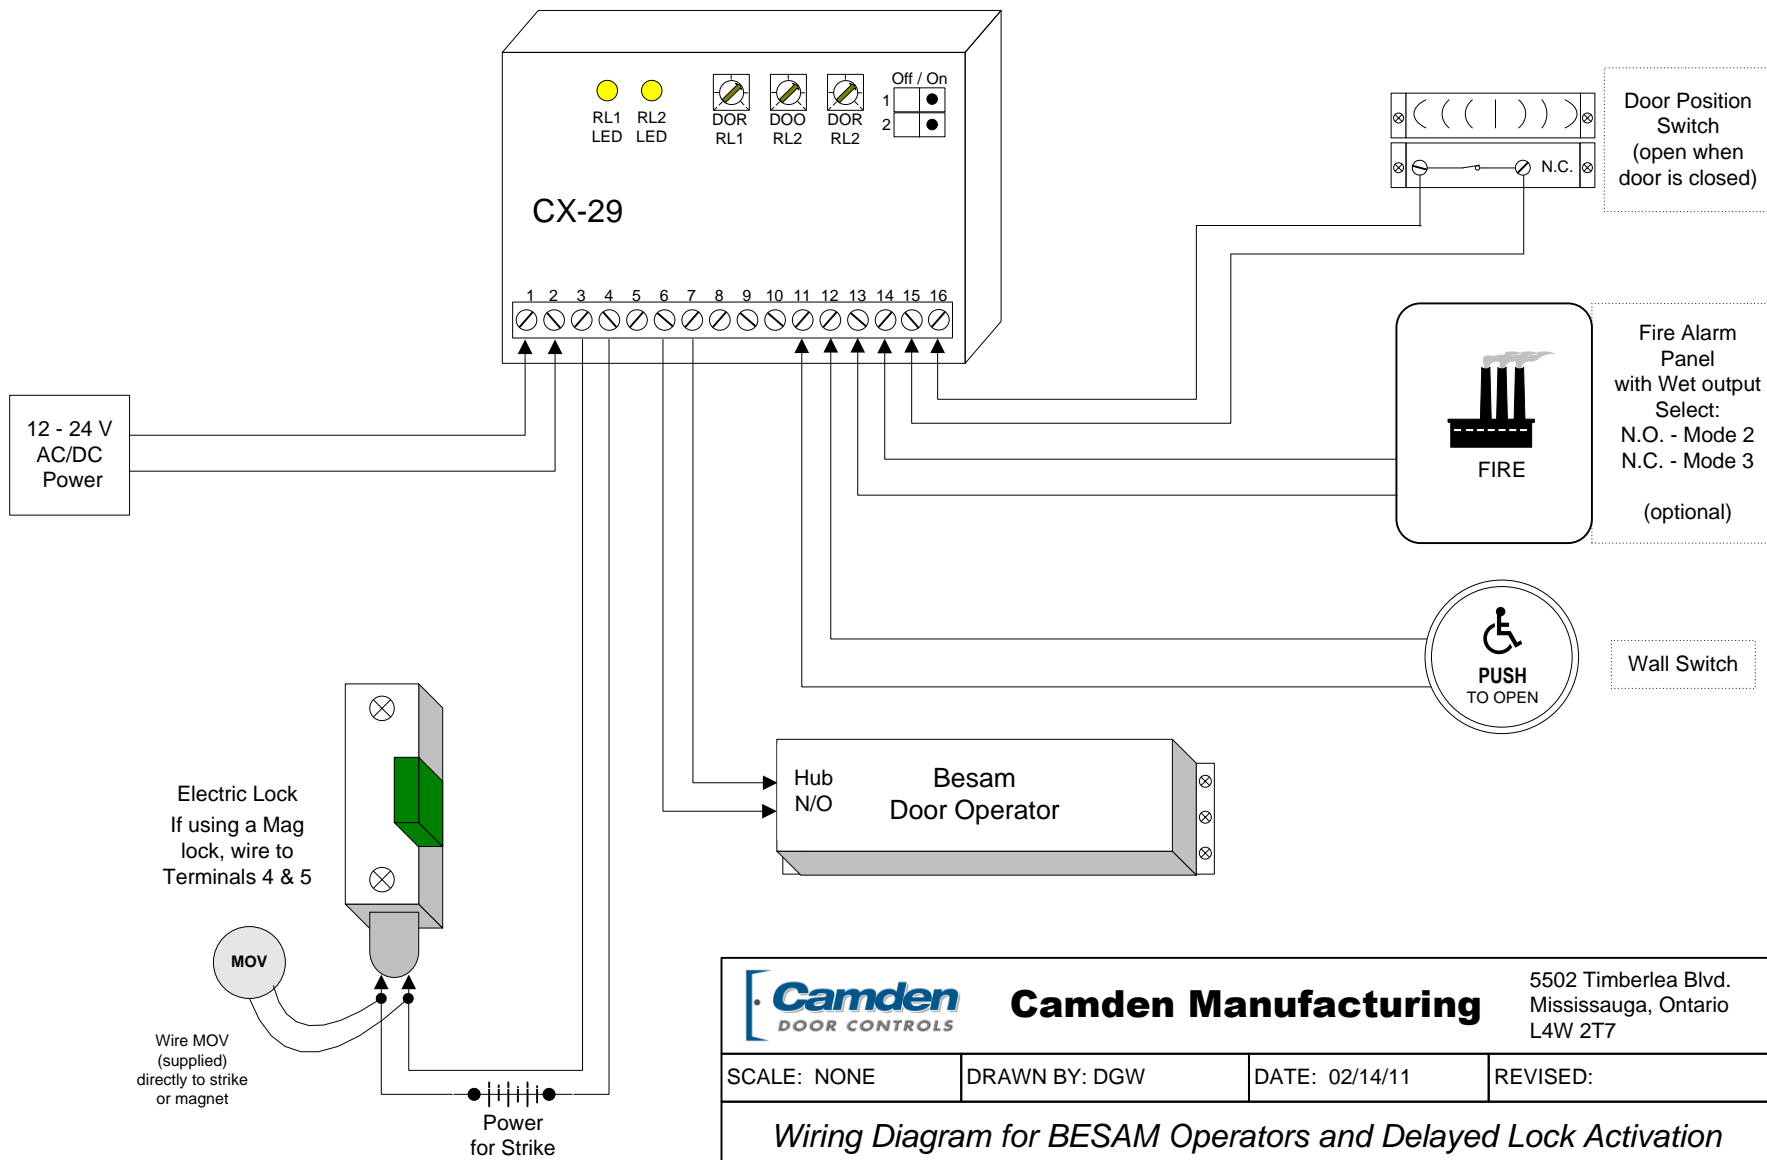 Off / On
1
2
RL1
LED
RL2
LED
DOR
RL1
DOO
RL2
DOR
RL2
CX-29
1 2 3 4 5 6 7 8 9 10 11 12 13 14 15 16
N.C.
Door Position
Switch
(open when
door is closed)
12 - 24 V
AC/DC
Power
FIRE
Fire Alarm
Panel
with Wet output
Select:
N.O. - Mode 2
N.C. - Mode 3
(optional)
PUSH
TO OPEN
Wall Switch
Hub
N/O
Besam
Door Operator
Electric Lock
If using a Mag
lock, wire to
Terminals 4 & 5
MOV
Wire MOV
(supplied)
directly to strike
or magnet
Power
for Strike
Camden
DOOR CONTROLS
Camden Manufacturing
5502 Timberlea Blvd.
Mississauga, Ontario
L4W 2T7
SCALE: NONE
DRAWN BY: DGW
DATE: 02/14/11
REVISED:
Wiring Diagram for BESAM Operators and Delayed Lock Activation